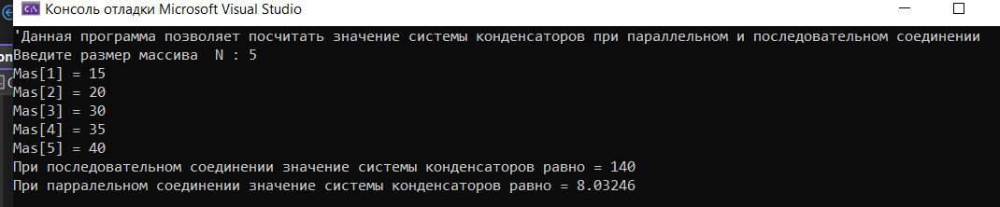 Консоль отладки Microsoft Visual Studio
'Данная программа позволяет посчитать значение системы конденсаторов при параллельном и последовательном соединении
Введите размер массива  N : 5
Mas[1] = 15
Mas[2] = 20
Mas[3] = 30
Mas[4] = 35
Mas[5] = 40
При последовательном соединении значение системы конденсаторов равно = 140
При парралельном соединении значение системы конденсаторов равно = 8.03246